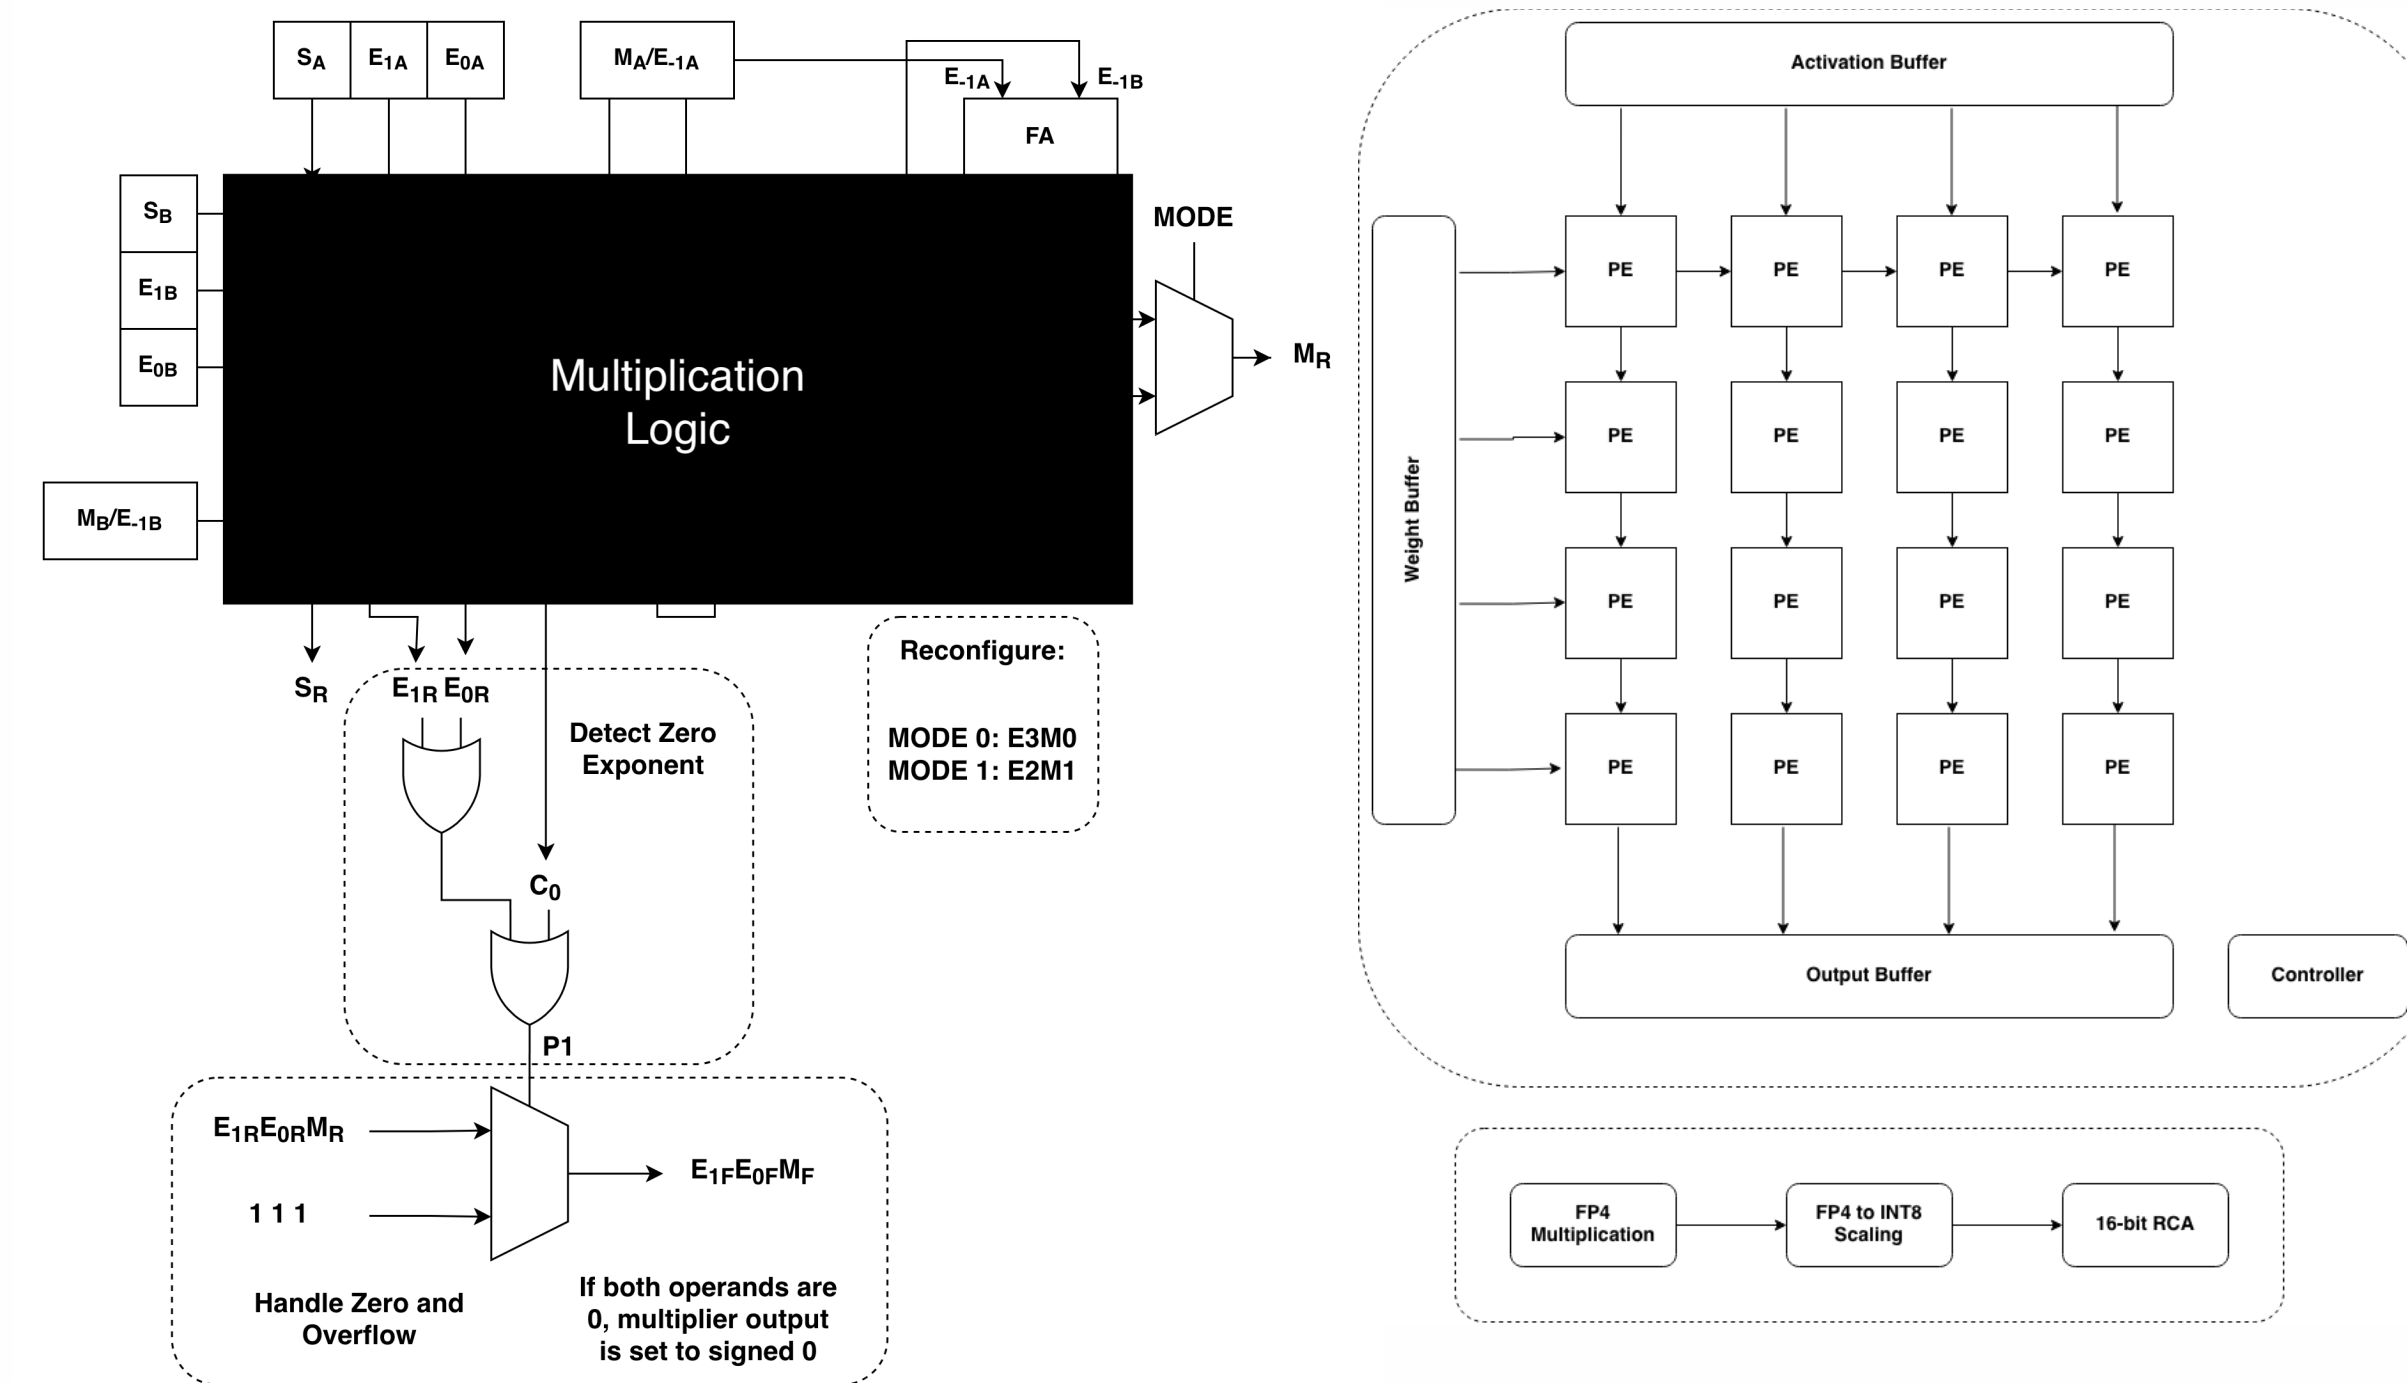 SA E1A E0A
MA/E-1A
E-1A
E-1B
FA
SB
E1B
E0B
MB/E-1B
Multiplication
Logic
MODE
MR
SR
E1R E0R
Detect Zero
Exponent
C0
P1
Reconfigure:
MODE 0: E3M0
MODE 1: E2M1
E1RE0RMR
1 1 1
E1FE0FMF
Handle Zero and
Overflow
If both operands are
0, multiplier output
is set to signed 0
Activation Buffer
Weight Buffer
PE PE PE PE
PE PE PE PE
PE PE PE PE
PE PE PE PE
Output Buffer
Controller
FP4
Multiplication
FP4 to INT8
Scaling
16-bit RCA